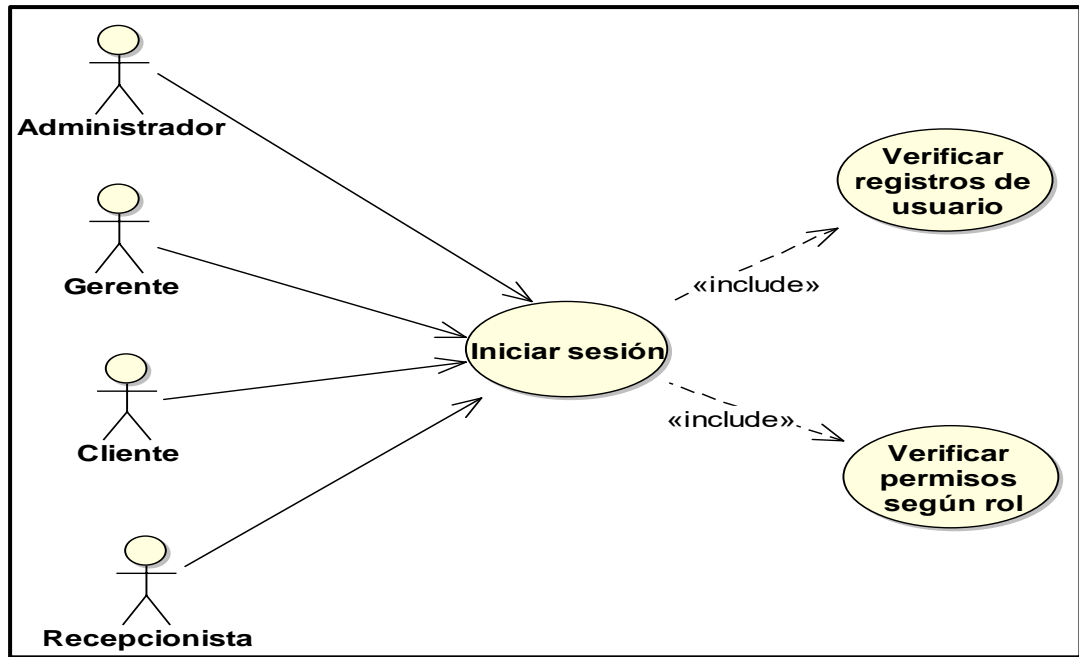 Administrador
Gerente
Cliente
Recepcionista
Iniciar sesión
«include»
«include»
Verificar
registros de
usuario
Verificar
permisos
según rol